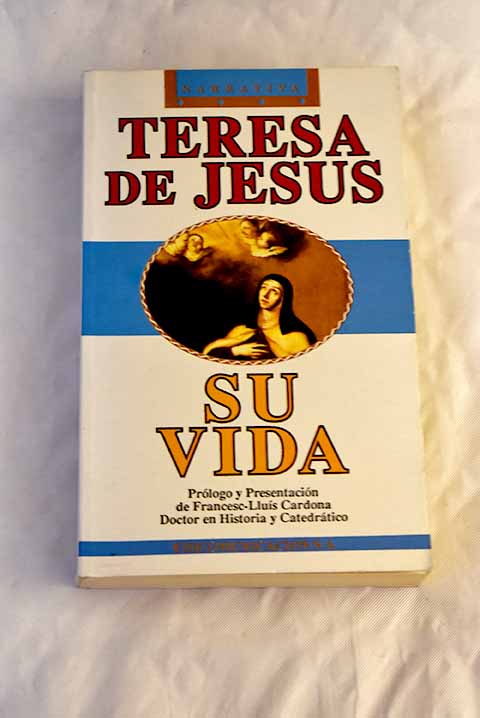 NARRATIVA
TERESA
DE JESUS
SU
VIDA
Prólogo y Presentación
de Francesc-Lluís Cardona
Doctor en Historia y Catedrático